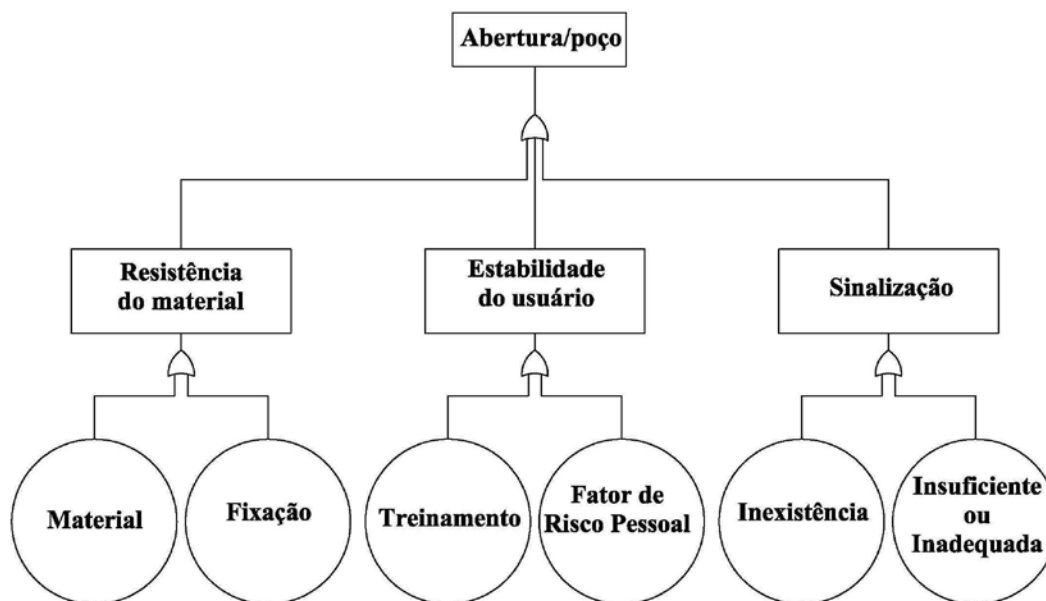 Abertura/poço
Resistência
do material
Estabilidade
do usuário
Sinalização
Material
Fixação
Treinamento
Fator de
Risco Pessoal
Inexistência
Insuficiente
ou
Inadequada